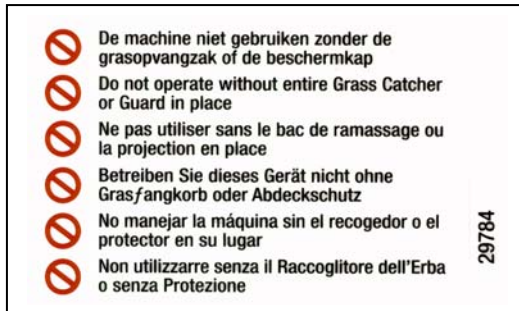 De machine niet gebruiken zonder de
grasopvangzak of de beschermkap
Do not operate without entire Grass Catcher
or Guard in place
Ne pas utiliser sans le bac de ramassage ou
la projection en place
Betreiben Sie dieses Gerät nicht ohne
Grasƒangkorb oder Abdeckschutz
No manejar la máquina sin el recogedor o el
protector en su lugar
Non utilizzarre senza il Raccoglitore dell'Erba
o senza Protezione
29784